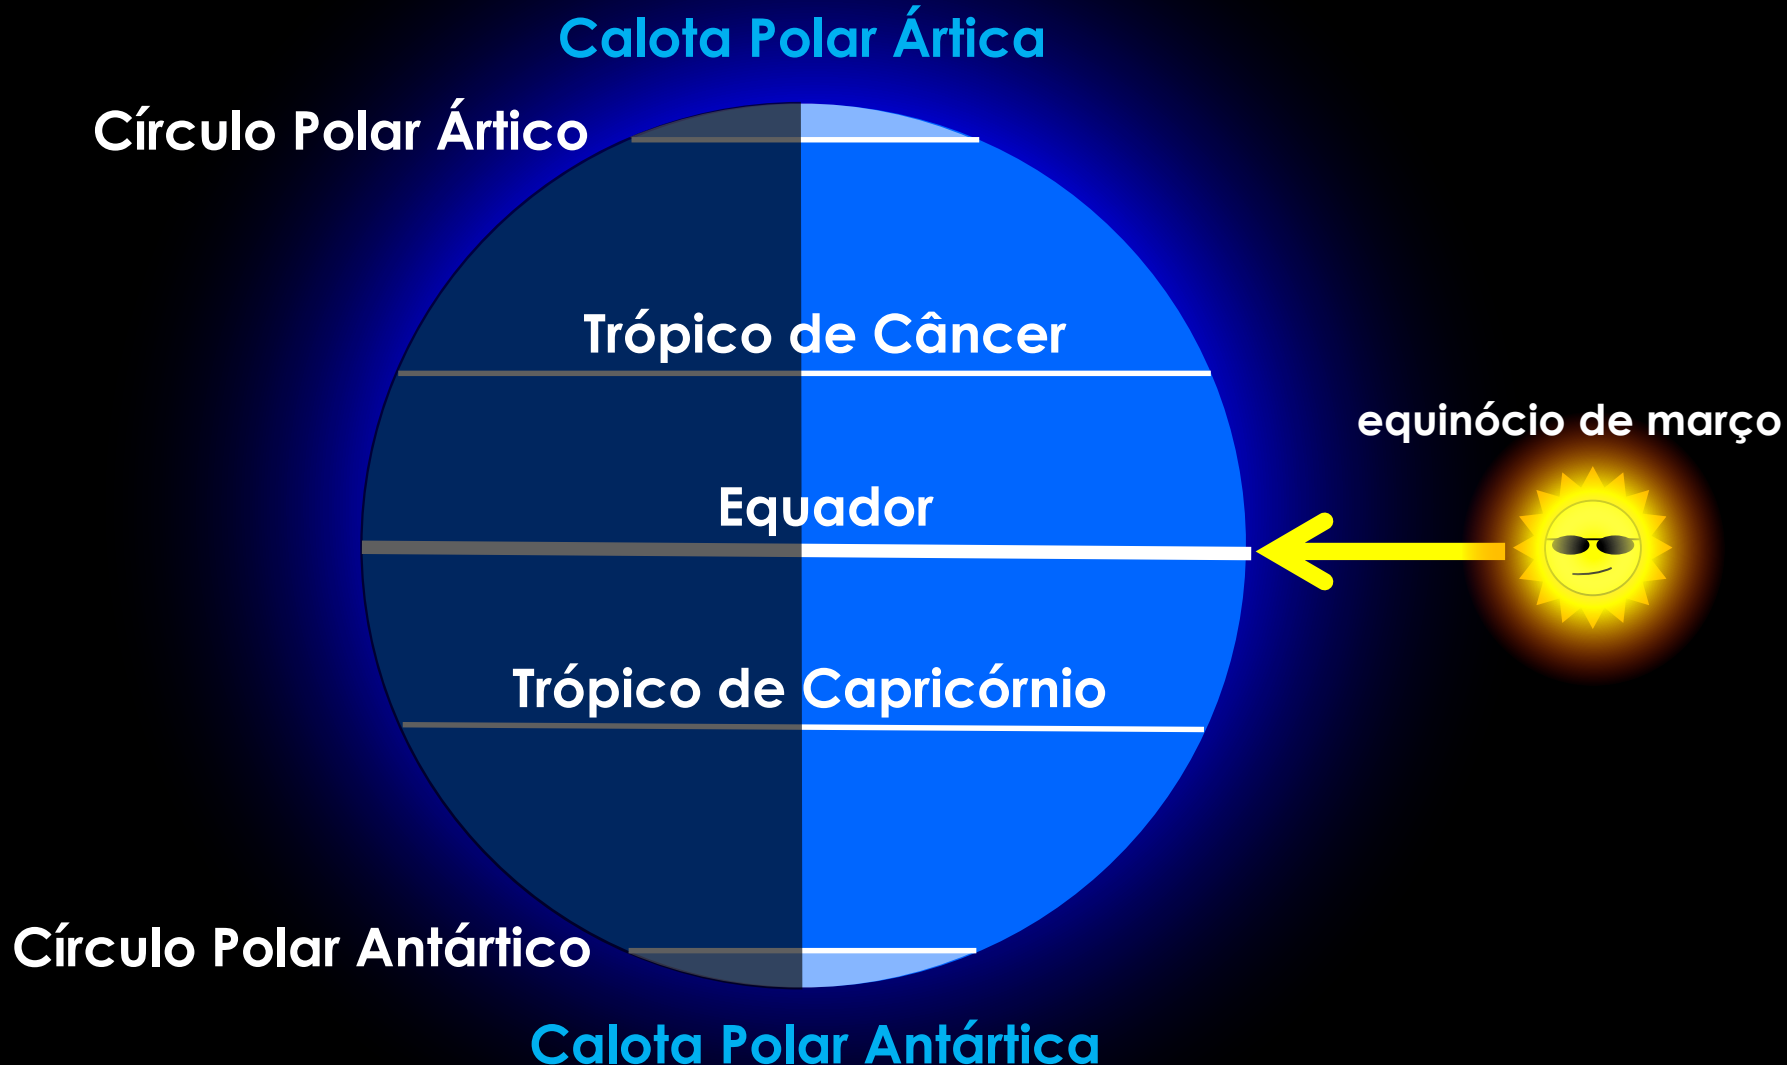 Calota Polar Ártica
Círculo Polar Ártico
Trópico de Câncer
equinócio de março
Equador
Trópico de Capricórnio
Círculo Polar Antártico
Calota Polar Antártica